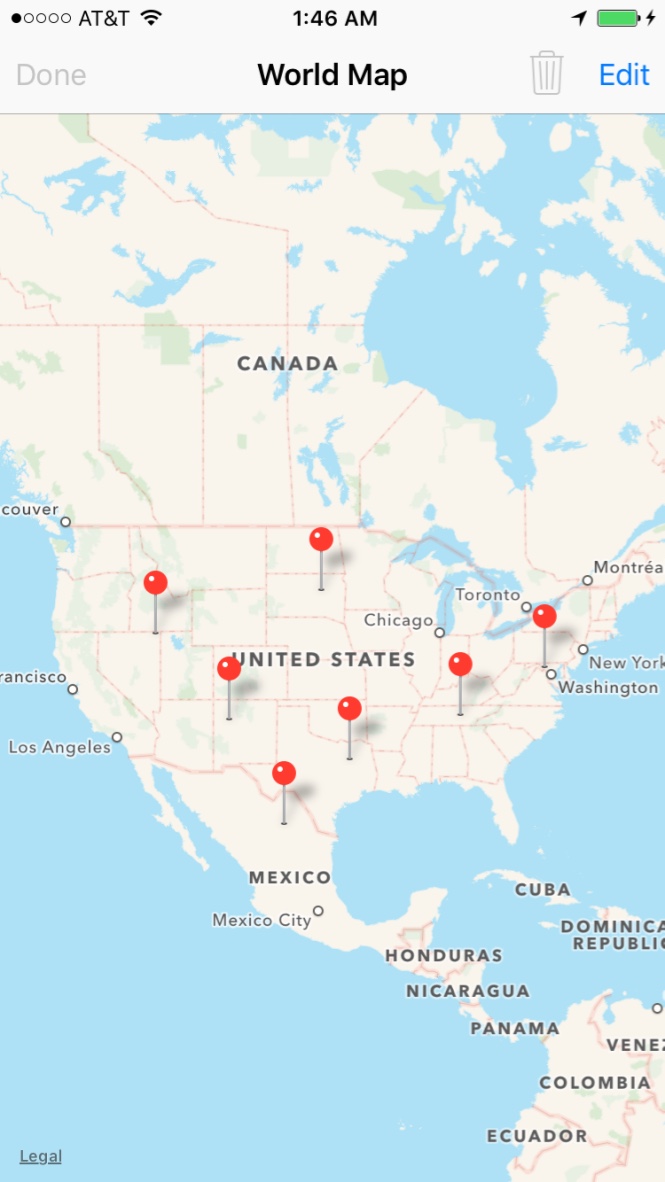 AT&T 1:46 AM
Done World Map Edit
CANADA
couver
Montréa
Toronto
Chicago
UNITED STATES
New York
rancisco
Washington
Los Angeles
MEXICO
CUBA
Mexico City
DOMINICA
REPUBLIC
HONDURAS
NICARAGUA
PANAMA
VENEZ
COLOMBIA
ECUADOR
Legal